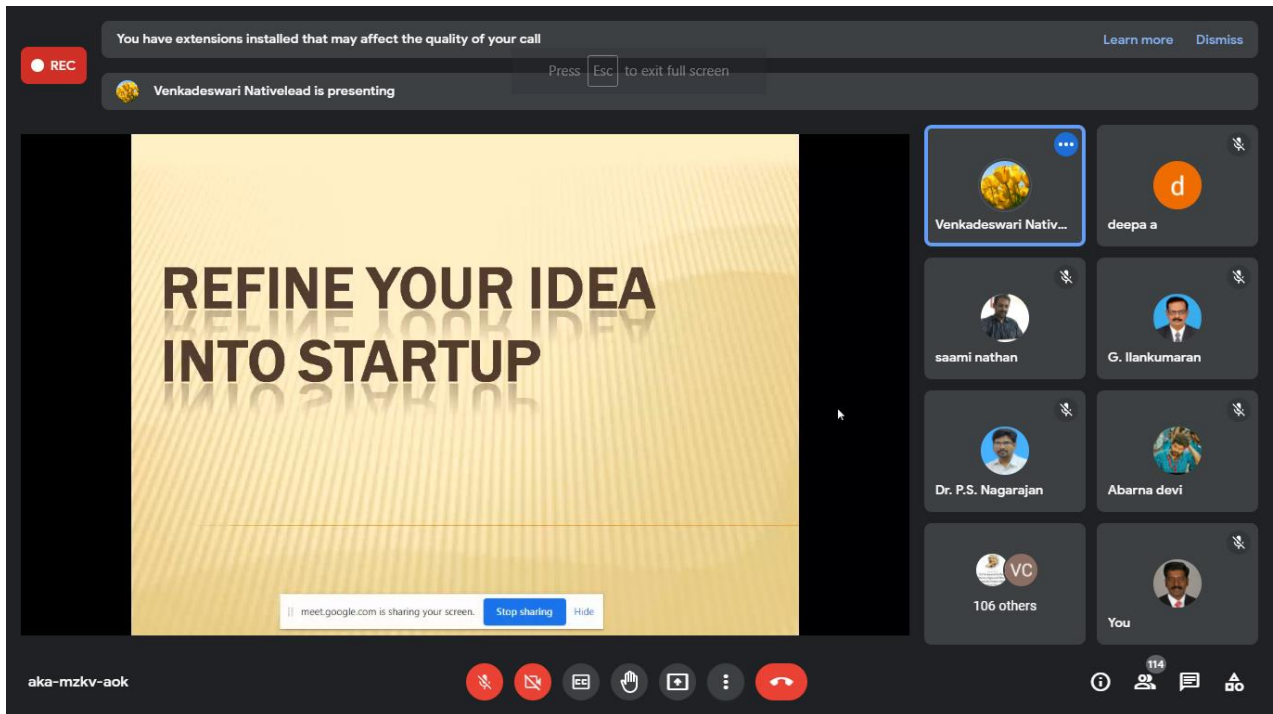 You have extensions installed that may affect the quality of your call
Learn more
Dismiss
REC
Press Esc to exit full screen
Venkadeswari Nativelead is presenting
REFINE YOUR IDEA
INTO STARTUP
meet.google.com is sharing your screen.
Stop sharing
Hide
Venkadeswari Nativ...
d
deepa a
saami nathan
G. Ilankumaran
Dr. P.S. Nagarajan
Abarna devi
VC
106 others
You
aka-mzkv-aok
CC
114